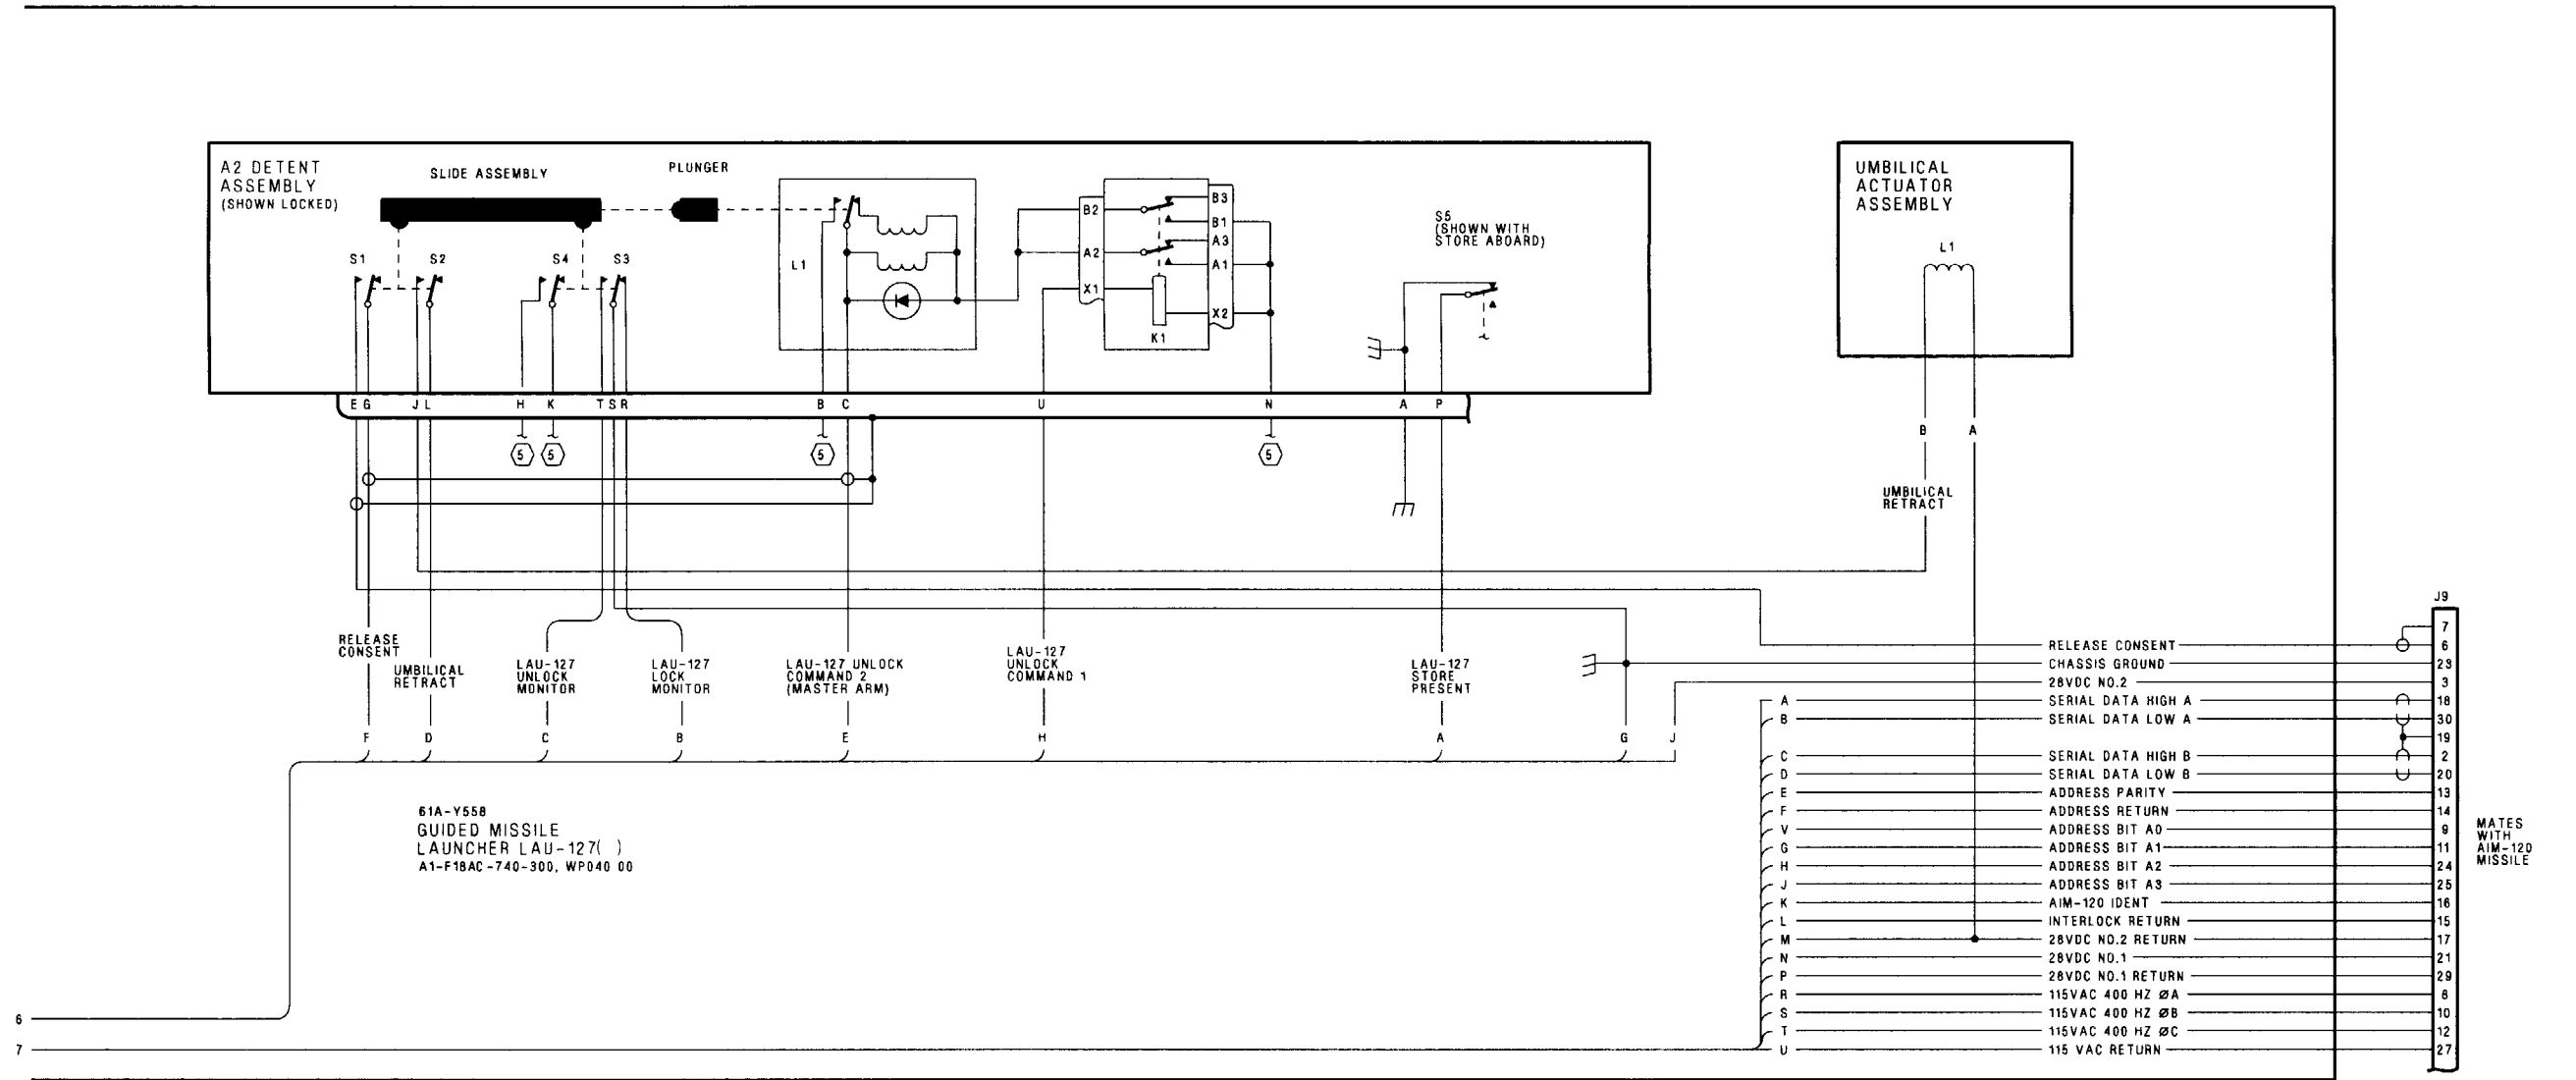 A2 DETENT
ASSEMBLY
(SHOWN LOCKED)
SLIDE ASSEMBLY
PLUNGER
S1
S2
S4
S3
L1
B2
A2
X1
B3
B1
A3
A1
X2
K1
S5
(SHOWN WITH
STORE ABOARD)
UMBILICAL
ACTUATOR
ASSEMBLY
L1
E G J L H K T S R B C U N A P
5 5 5 5
B A
UMBILICAL
RETRACT
RELEASE
CONSENT
UMBILICAL
RETRACT
LAU-127
UNLOCK
MONITOR
LAU-127
LOCK
MONITOR
LAU-127 UNLOCK
COMMAND 2
(MASTER ARM)
LAU-127
UNLOCK
COMMAND 1
LAU-127
STORE
PRESENT
F D C B E H A G J
61A-Y558
GUIDED MISSILE
LAUNCHER LAU-127( )
A1-F18AC-740-300, WP040 00
6
7
J9
7
RELEASE CONSENT 6
CHASSIS GROUND 23
28VDC NO.2 3
A SERIAL DATA HIGH A 18
B SERIAL DATA LOW A 30
19
C SERIAL DATA HIGH B 2
D SERIAL DATA LOW B 20
E ADDRESS PARITY 13
F ADDRESS RETURN 14
V ADDRESS BIT A0 9
G ADDRESS BIT A1 11
H ADDRESS BIT A2 24
J ADDRESS BIT A3 25
K AIM-120 IDENT 16
L INTERLOCK RETURN 15
M 28VDC NO.2 RETURN 17
N 28VDC NO.1 21
P 28VDC NO.1 RETURN 29
R 115VAC 400 HZ ØA 8
S 115VAC 400 HZ ØB 10
T 115VAC 400 HZ ØC 12
U 115 VAC RETURN 27
MATES
WITH
AIM-120
MISSILE